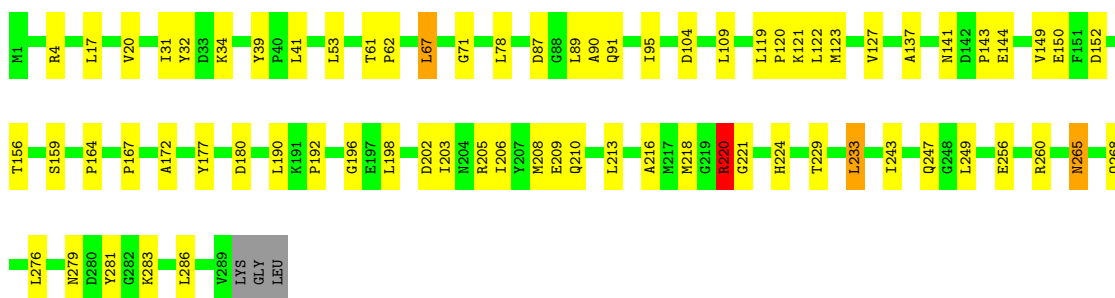 M1 R4 L17 V20 I31 Y32 D33 K34 Y39 P40 L41 L53 T61 P62 L67 G71 L78 D87 G88 L89 A90 Q91 I95 D104 L109 L119 P120 K121 L122 M123 V127 A137 N141 D142 P143 E144 V149 E150 F151 D152
T156 S159 P164 P167 A172 Y177 D180 L190 K191 P192 G196 E197 L198 D202 I203 N204 R205 I206 Y207 M208 E209 Q210 L213 A216 M217 M218 G219 R220 G221 H224 T229 L233 I243 Q247 G248 L249 E256 R260 N265
L276 N279 D280 Y281 G282 K283 L286 V289 LYS GLY LEU